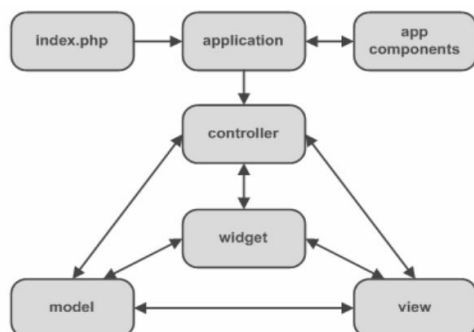 index.php
application
app
components
controller
widget
model
view